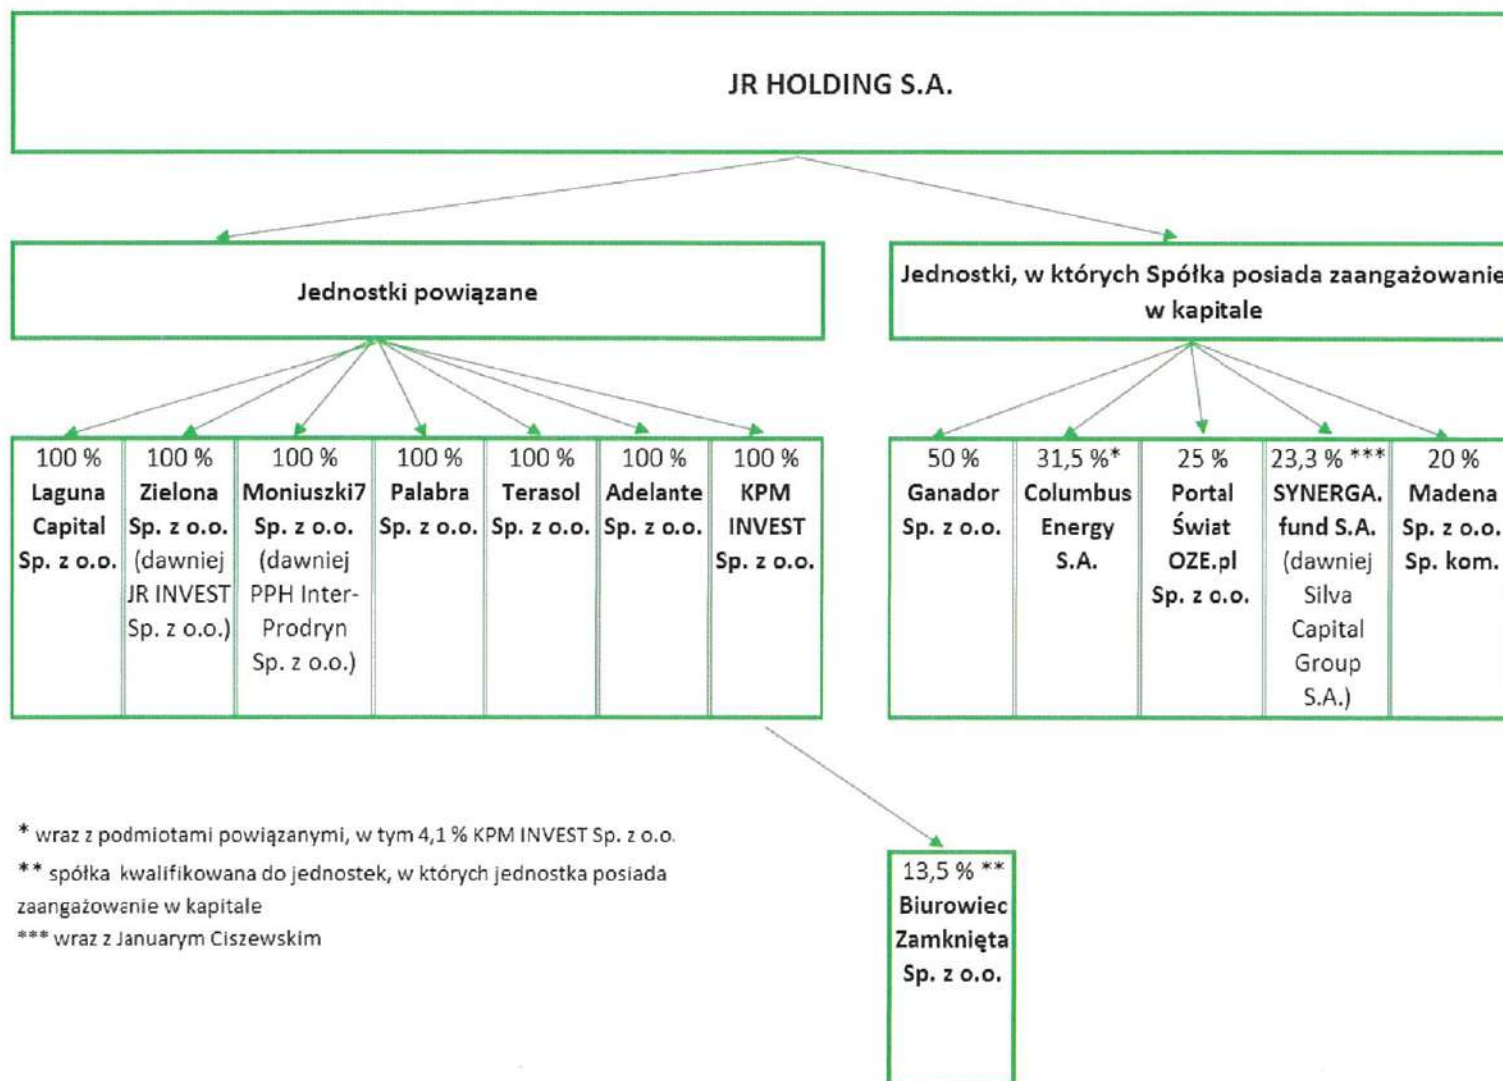 JR HOLDING S.A.
Jednostki powiązane
Jednostki, w których Spółka posiada zaangażowanie
w kapitale
100 %
Laguna
Capital
Sp. z o.o.
100 %
Zielona
Sp. z o.o.
(dawniej
JR INVEST
Sp. z o.o.)
100 %
Moniuszki7
Sp. z o.o.
(dawniej
PPH Inter-
Prodryn
Sp. z o.o.)
100 %
Palabra
Sp. z o.o.
100 %
Terasol
Sp. z o.o.
100 %
Adelante
Sp. z o.o.
100 %
KPM
INVEST
Sp. z o.o.
50 %
Ganador
Sp. z o.o.
31,5 %*
Columbus
Energy
S.A.
25 %
Portal
Świat
OZE.pl
Sp. z o.o.
23,3 % ***
SYNERGA.
fund S.A.
(dawniej
Silva
Capital
Group
S.A.)
20 %
Madena
Sp. z o.o.
Sp. kom.
* wraz z podmiotami powiązanymi, w tym 4,1 % KPM INVEST Sp. z o.o.
** spółka kwalifikowana do jednostek, w których jednostka posiada
zaangażowanie w kapitale
*** wraz z Januarym Ciszewskim
13,5 % **
Biurowiec
Zamknięta
Sp. z o.o.